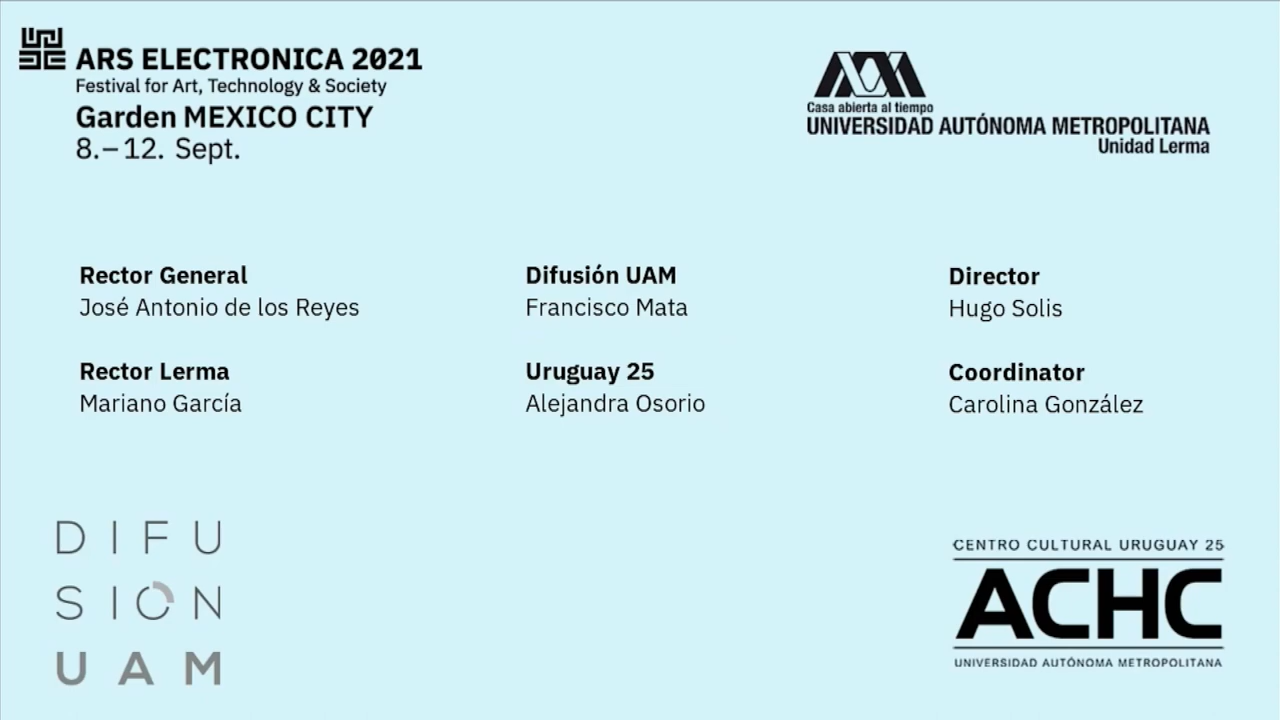 ARS ELECTRONICA 2021
Festival for Art, Technology & Society
Garden MEXICO CITY
8.–12. Sept.
Casa abierta al tiempo
UNIVERSIDAD AUTÓNOMA METROPOLITANA
Unidad Lerma
Rector General
José Antonio de los Reyes
Rector Lerma
Mariano García
Difusión UAM
Francisco Mata
Uruguay 25
Alejandra Osorio
Director
Hugo Solis
Coordinator
Carolina González
DIFU
SIÓN
UAM
CENTRO CULTURAL URUGUAY 25
ACHC
UNIVERSIDAD AUTÓNOMA METROPOLITANA